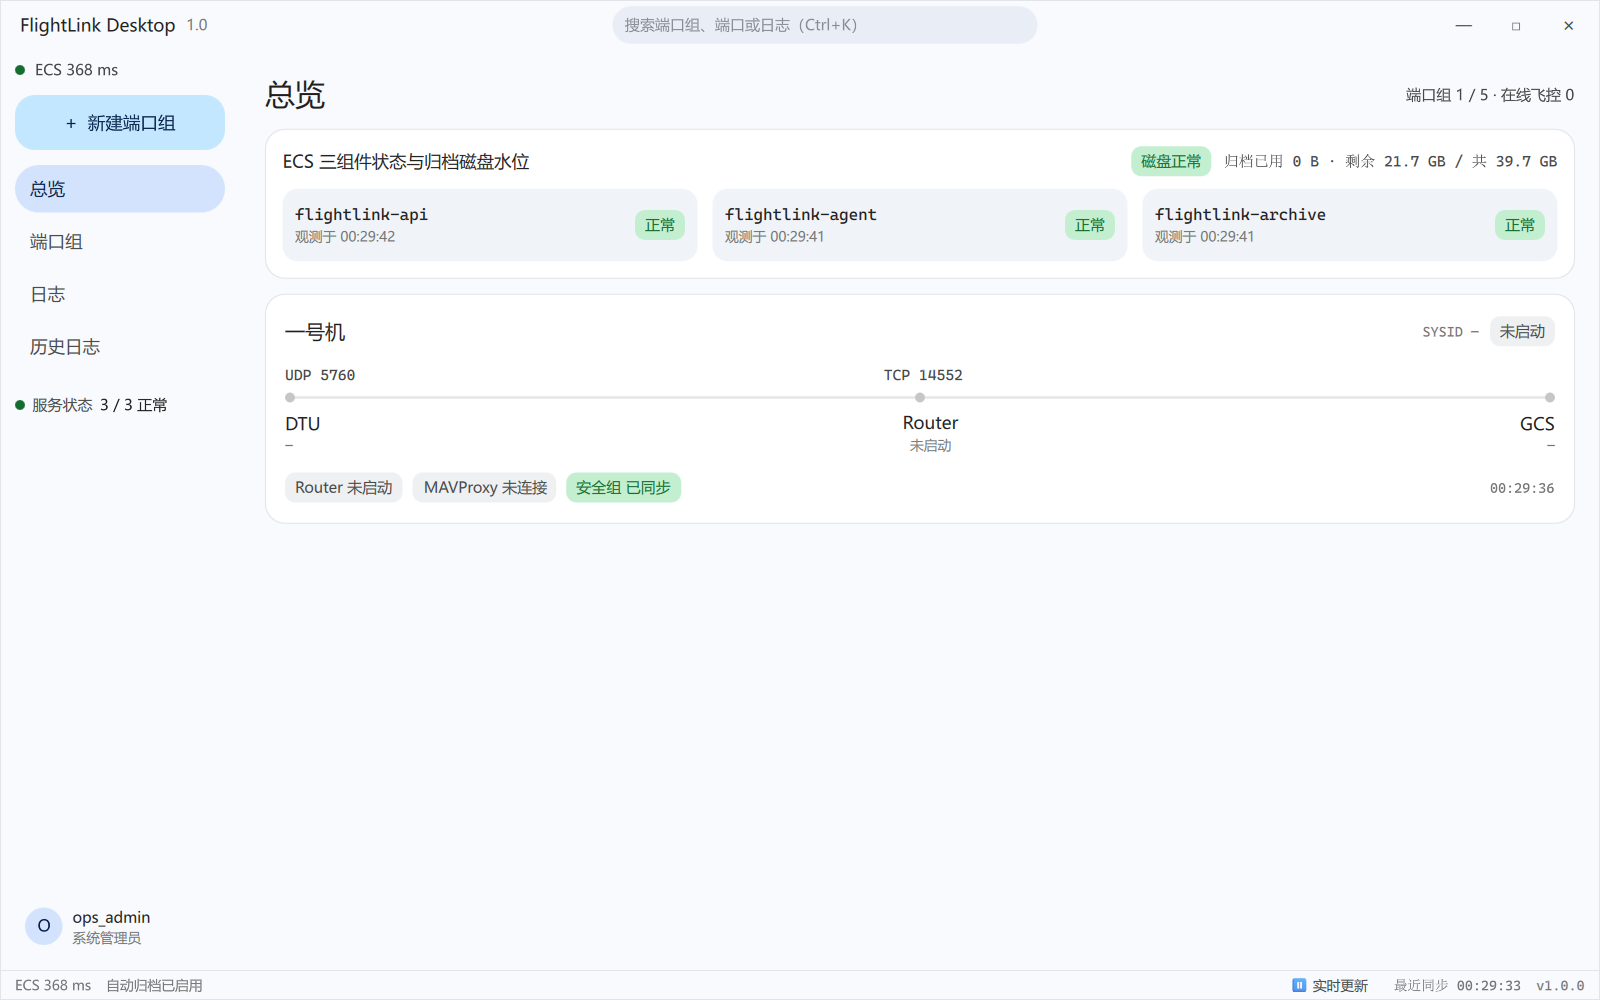 FlightLink Desktop 1.0
搜索端口组、端口或日志（Ctrl+K）
ECS 368 ms
+ 新建端口组
总览
端口组
日志
历史日志
服务状态 3 / 3 正常
总览
端口组 1 / 5 · 在线飞控 0
ECS 三组件状态与归档磁盘水位
磁盘正常 归档已用 0 B · 剩余 21.7 GB / 共 39.7 GB
flightlink-api
观测于 00:29:42
正常
flightlink-agent
观测于 00:29:41
正常
flightlink-archive
观测于 00:29:41
正常
一号机
SYSID —
未启动
UDP 5760
TCP 14552
DTU
—
Router
未启动
GCS
—
Router 未启动
MAVProxy 未连接
安全组 已同步
00:29:36
O
ops_admin
系统管理员
ECS 368 ms 自动归档已启用
实时更新 最近同步 00:29:33 v1.0.0